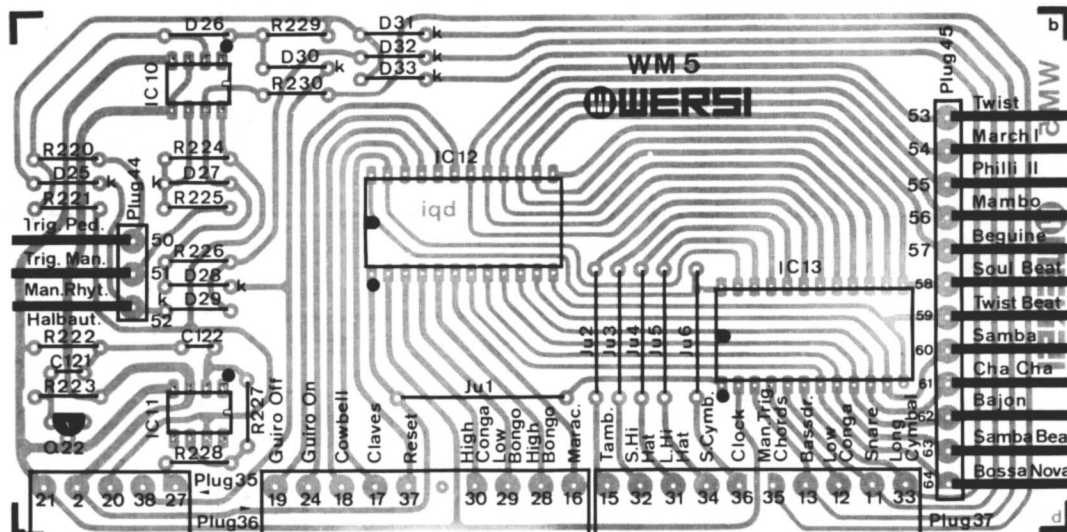 D26
R229
D31
k
b
D30
D32
k
k
IC10
R230
D33
k
WM 5
WERSI
Plug 45
WM5
53
Twist
54
March I
55
Philli II
56
Mambo
57
Beguine
58
Soul Beat
59
Twist Beat
60
Samba
61
Cha Cha
62
Bajon
63
Samba Bea
64
Bossa Nova
IC12
iqd
IC13
R220
R224
D25
k
k
D27
R221
R225
Plug 44
Trig. Ped.
50
R226
Trig. Man.
51
D28
k
Man.Rhyt.
k
D29
Halbaut.
52
R222
C122
C121
R223
IC11
R227
Q22
R228
Ju1
Ju2
Ju3
Ju4
Ju5
Ju6
Guiro Off
Guiro On
Cowbell
Claves
Reset
High
Conga
Low
Bongo
High
Bongo
Marac.
Tamb.
S.Hi
Hat
L.Hi
Hat
S.Cymb.
Clock
Man.Trig
Chords
Bassdr.
Low
Conga
Snare
Long
Cymbal
21
2
20
38
27
Plug35
Plug36
19
24
18
17
37
30
29
28
16
15
32
31
34
36
35
13
12
11
33
Plug37
d